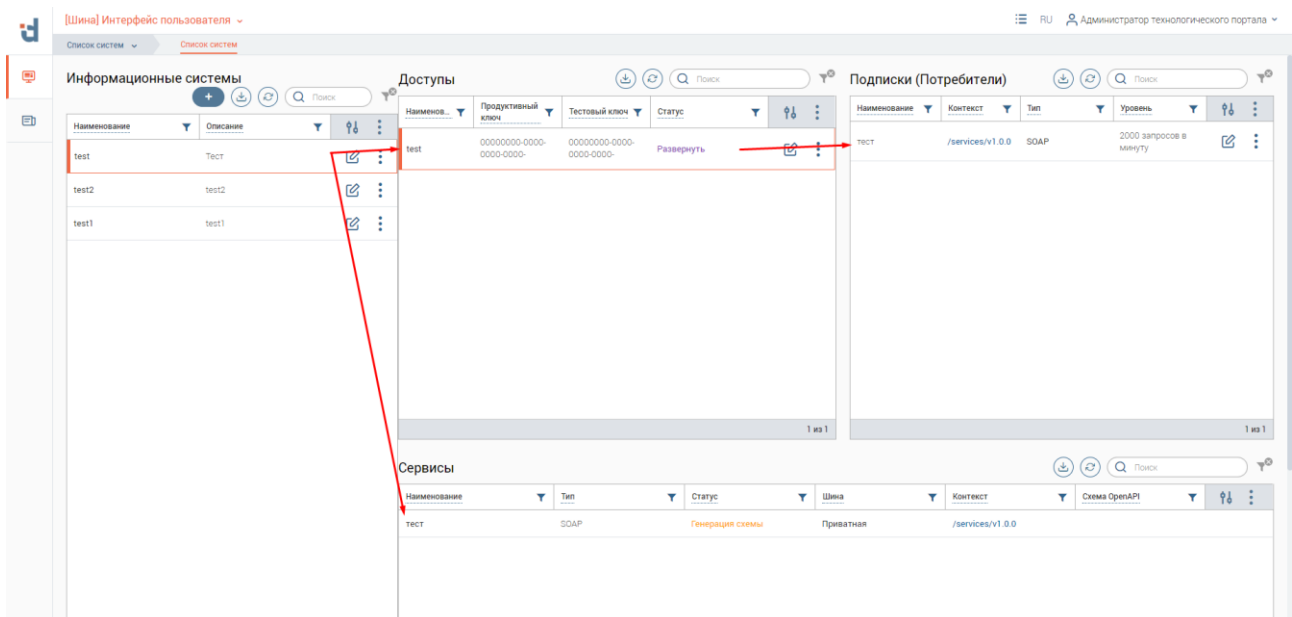 [Шина] Интерфейс пользователя
RU Администратор технологического портала
Список систем Список систем
Информационные системы
Поиск
Наименование Описание
test Тест
test2 test2
test1 test1
Доступы
Поиск
Наименов... Продуктивный ключ Тестовый ключ Статус
test 00000000-0000-0000-0000- 00000000-0000-0000-0000- Развернуть
1 из 1
Подписки (Потребители)
Поиск
Наименование Контекст Тип Уровень
тест /services/v1.0.0 SOAP 2000 запросов в минуту
1 из 1
Сервисы
Поиск
Наименование Тип Статус Шина Контекст Схема OpenAPI
тест SOAP Генерация схемы Приватная /services/v1.0.0